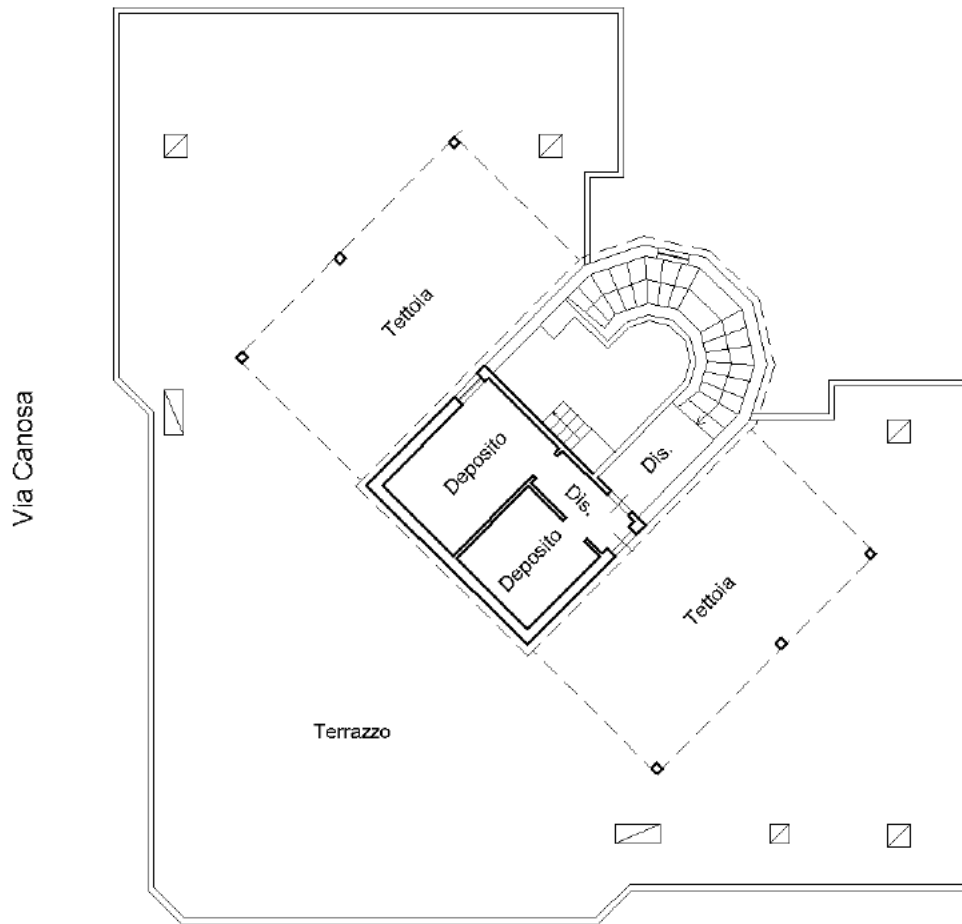 Tettoia
Via Canosa
Deposito
Dis.
Dis.
Deposito
Tettoia
Terrazzo